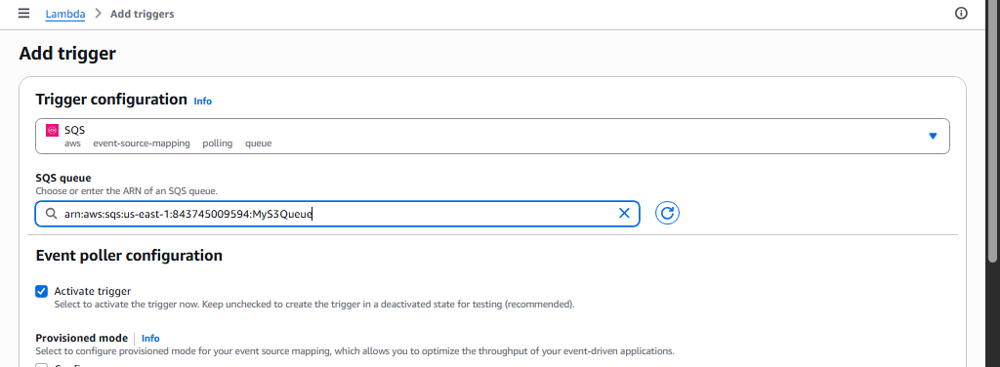 Lambda > Add triggers
Add trigger
Trigger configuration Info
SQS
aws event-source-mapping polling queue
SQS queue
Choose or enter the ARN of an SQS queue.
arn:aws:sqs:us-east-1:843745009594:MyS3Queue
Event poller configuration
Activate trigger
Select to activate the trigger now. Keep unchecked to create the trigger in a deactivated state for testing (recommended).
Provisioned mode Info
Select to configure provisioned mode for your event source mapping, which allows you to optimize the throughput of your event-driven applications.